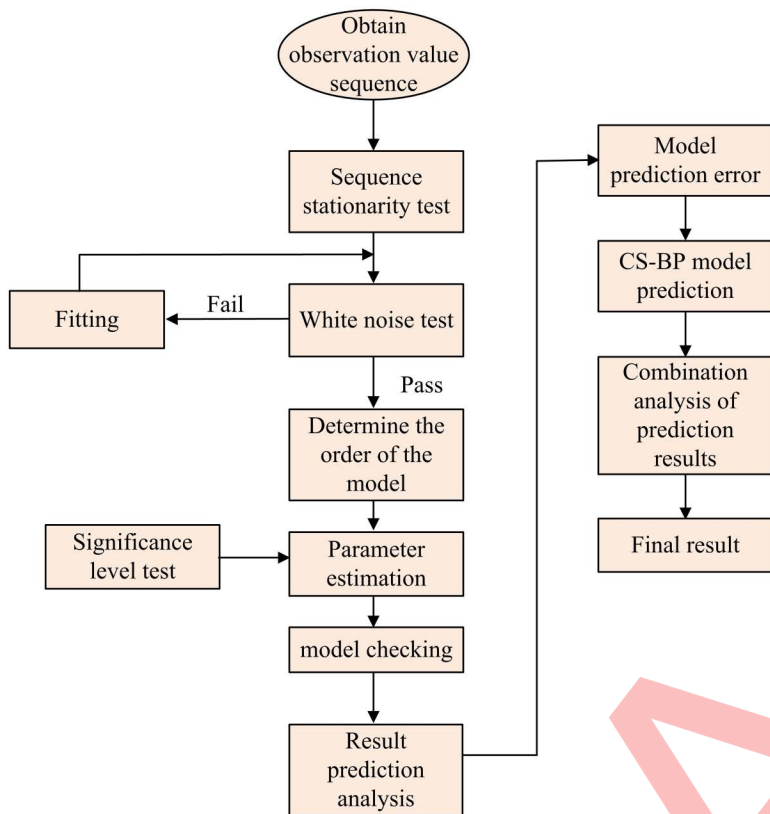 Obtain
observation value
sequence
Sequence
stationarity test
Fitting
Fail
White noise test
Pass
Determine the
order of the
model
Significance
level test
Parameter
estimation
model checking
Result
prediction
analysis
Model
prediction error
CS-BP model
prediction
Combination
analysis of
prediction
results
Final result